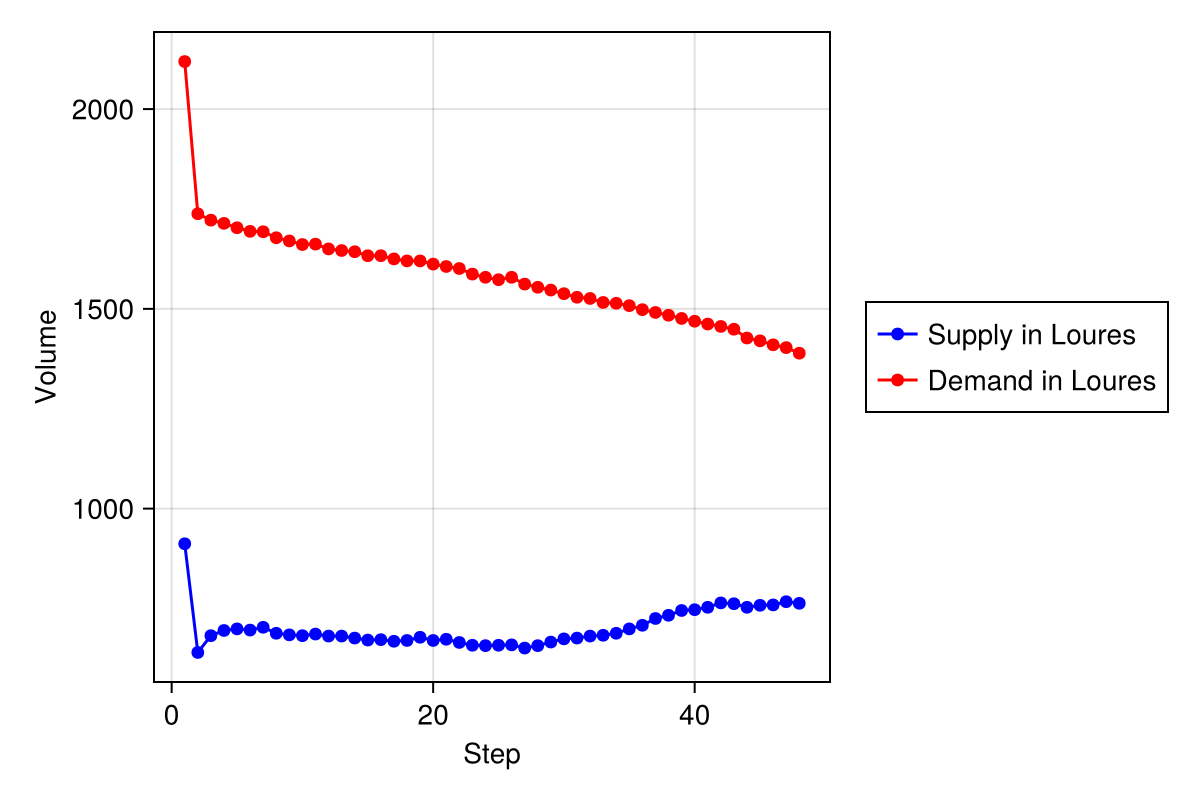 2000
1500
1000
Volume
0 20 40
Step
Supply in Loures
Demand in Loures